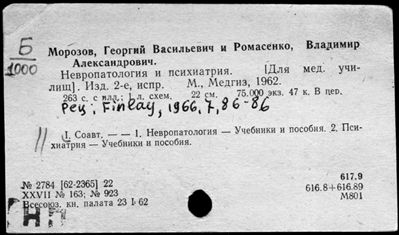 Б
1000
Морозов, Георгий Васильевич и Ромасенко, Владимир
Александрович.
Невропатология и психиатрия. [Для мед. учи-
лищ]. Изд. 2-е, испр. М., Медгиз, 1962.
263 с. с илл.; 1 л. схем. 22 см. 75.000 экз. 47 к. В пер.
Рец.: Finlay, 1966, 7, 86-86
1. Соавт. — — 1. Невропатология — Учебники и пособия. 2. Пси-
хиатрия — Учебники и пособия.
№ 2784 [62-2365] 22
XXVII № 163; № 923
Всесоюз. кн. палата 23 I 62
617.9
616.8+616.89
М801
НП